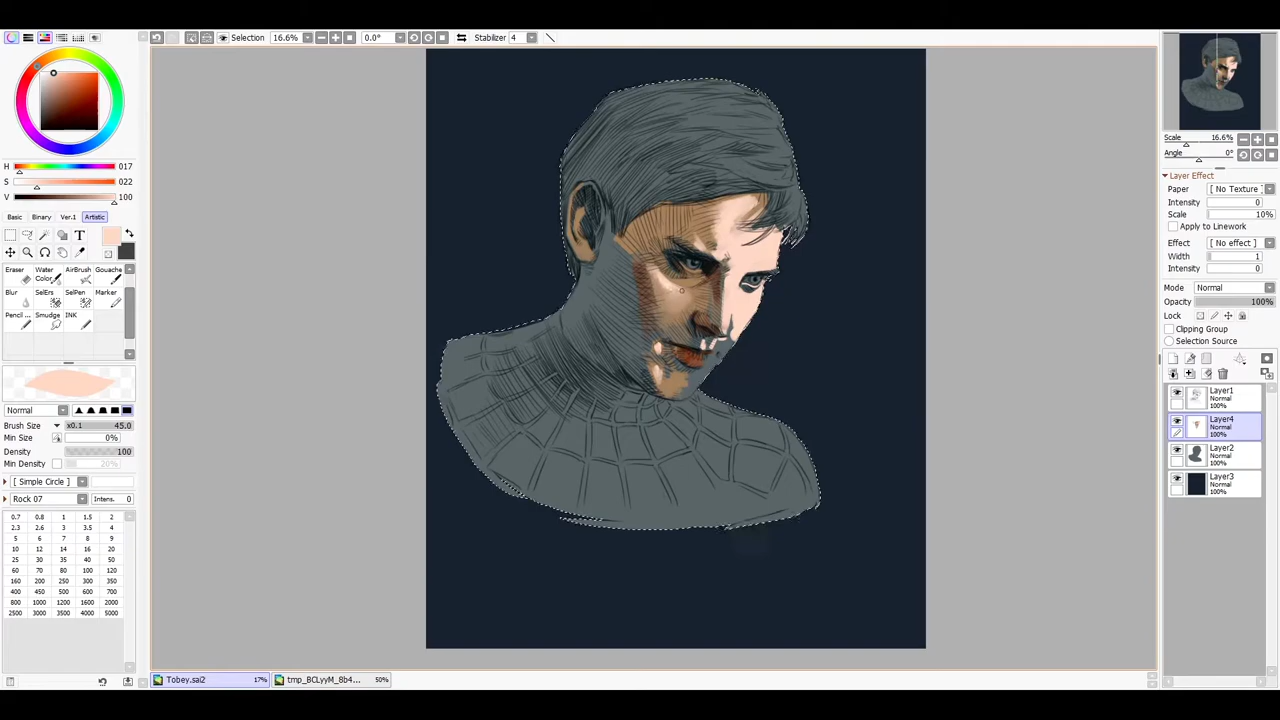 Selection 16.6% 0.0° Stabilizer 4
H 017
S 022
V 100
Basic Binary Ver.1 Artistic
T
Eraser Water Color AirBrush Gouache
Blur SelErs SelPen Marker
Pencil ... Smudge INK
Normal
Brush Size x0.1 45.0
Min Size 0%
Density 100
Min Density 20%
[ Simple Circle ]
Rock 07 Intens. 0
0.7 0.8 1 1.5 2
2.3 2.6 3 3.5 4
5 6 7 8 9
10 12 14 16 20
25 30 35 40 50
60 70 80 100 120
160 200 250 300 350
400 450 500 600 700
800 1000 1200 1600 2000
2500 3000 3500 4000 5000
Tobey.sai2 17% tmp_BCLyyM_8b4... 50%
Scale 16.6%
Angle 0°
Layer Effect
Paper [ No Texture ]
Intensity 0
Scale 10%
Apply to Linework
Effect [ No effect ]
Width 1
Intensity 0
Mode Normal
Opacity 100%
Lock
Clipping Group
Selection Source
Layer1
Normal
100%
Layer4
Normal
100%
Layer2
Normal
100%
Layer3
Normal
100%